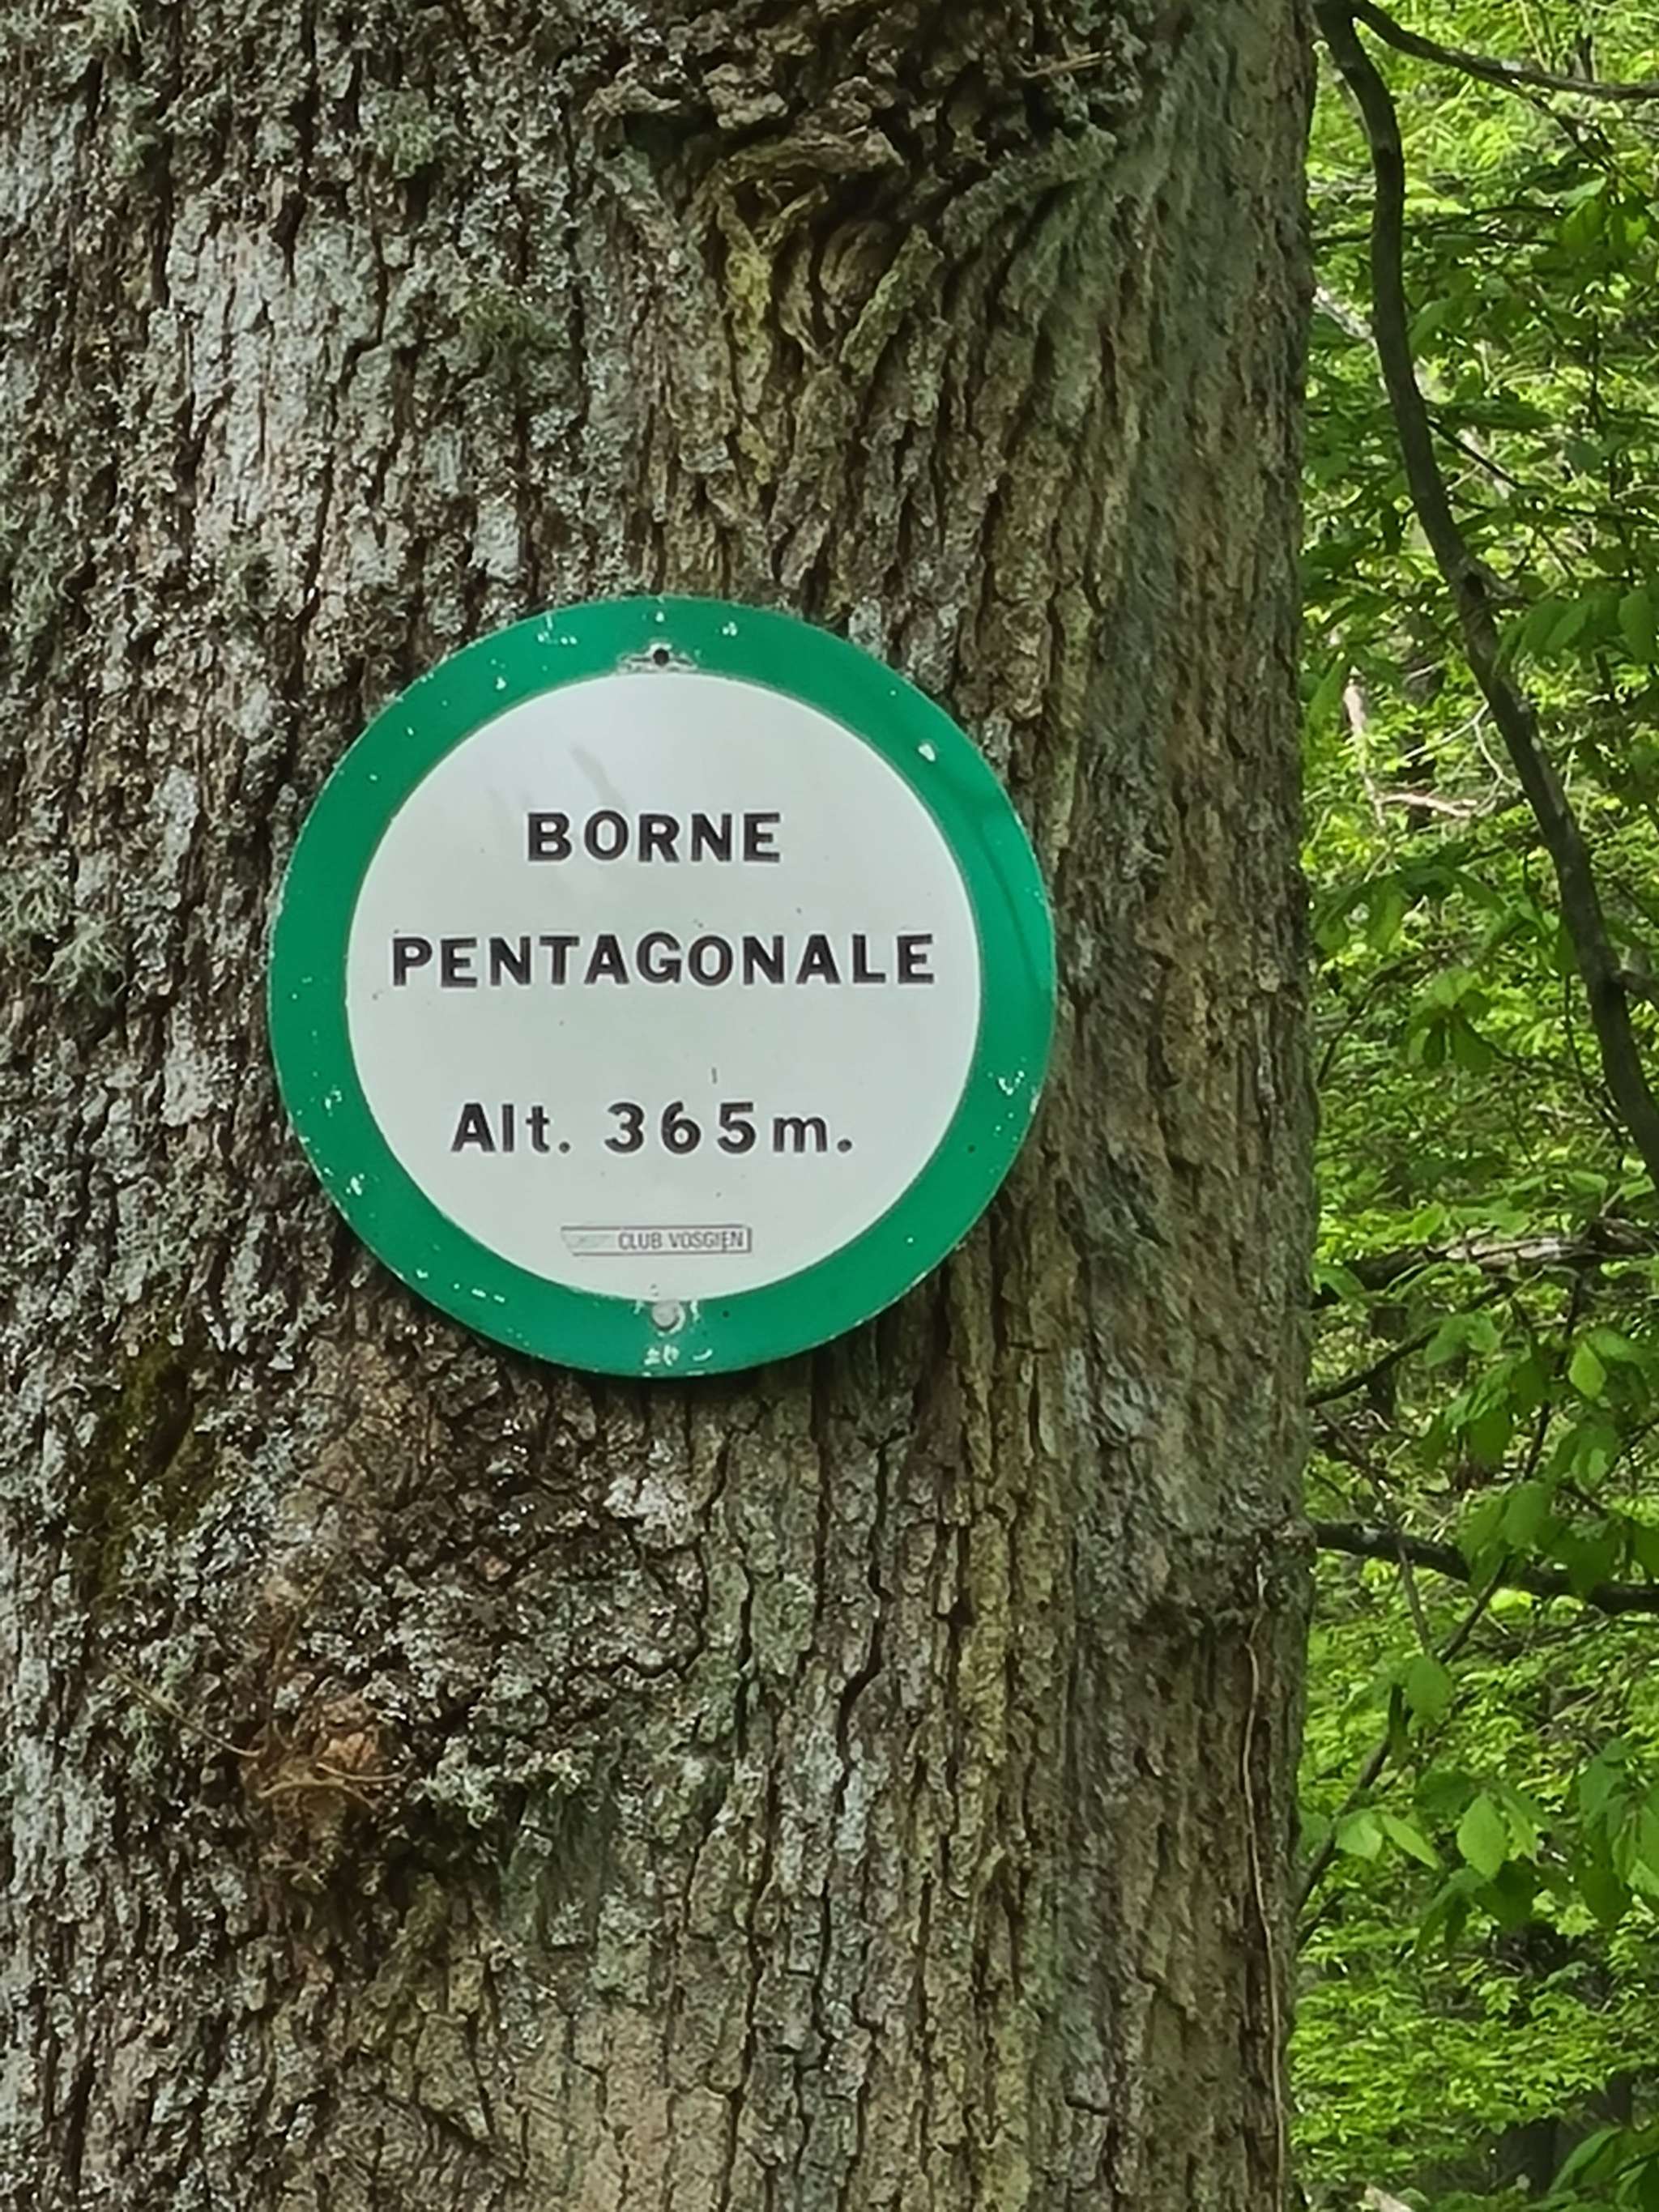 BORNE
PENTAGONALE
Alt. 365m.
CLUB VOSGIEN